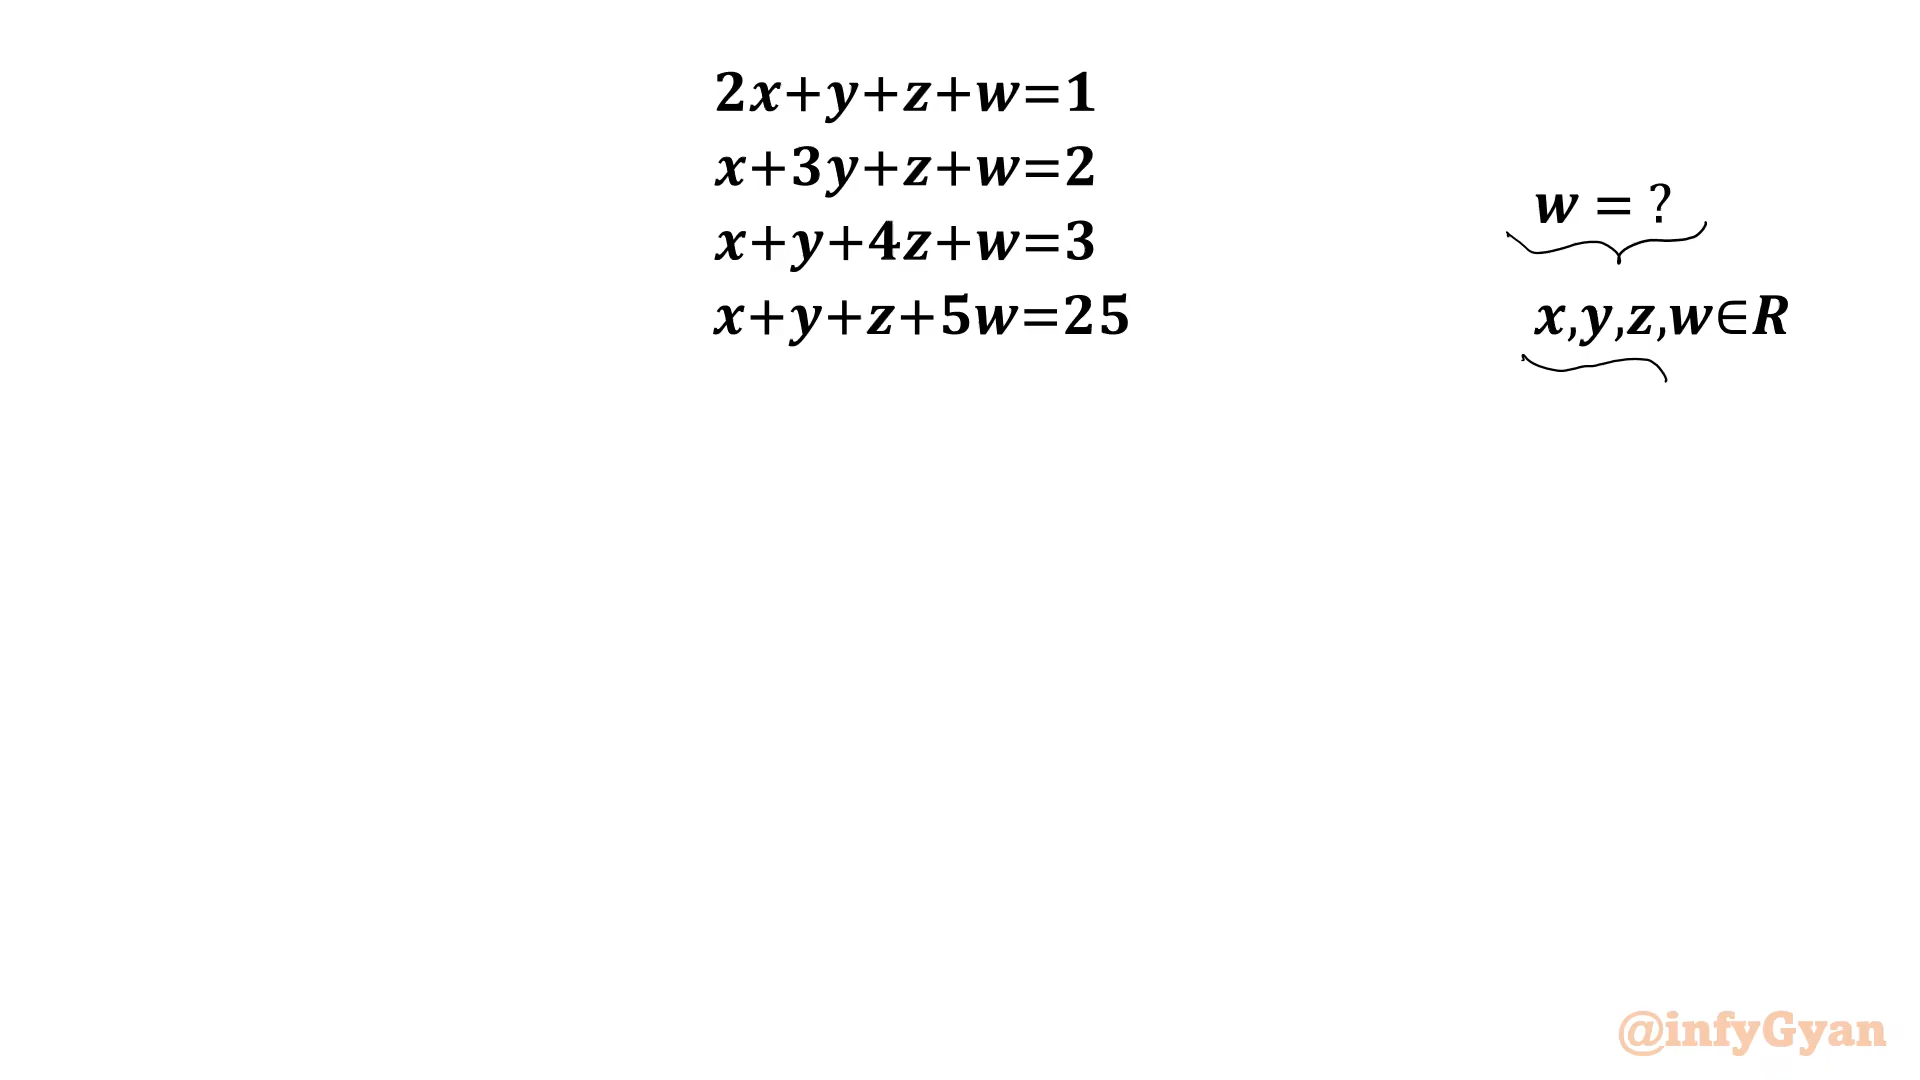 2x+y+z+w=1
x+3y+z+w=2
x+y+4z+w=3
x+y+z+5w=25
w = ?
x,y,z,w∈R
@infyGyan